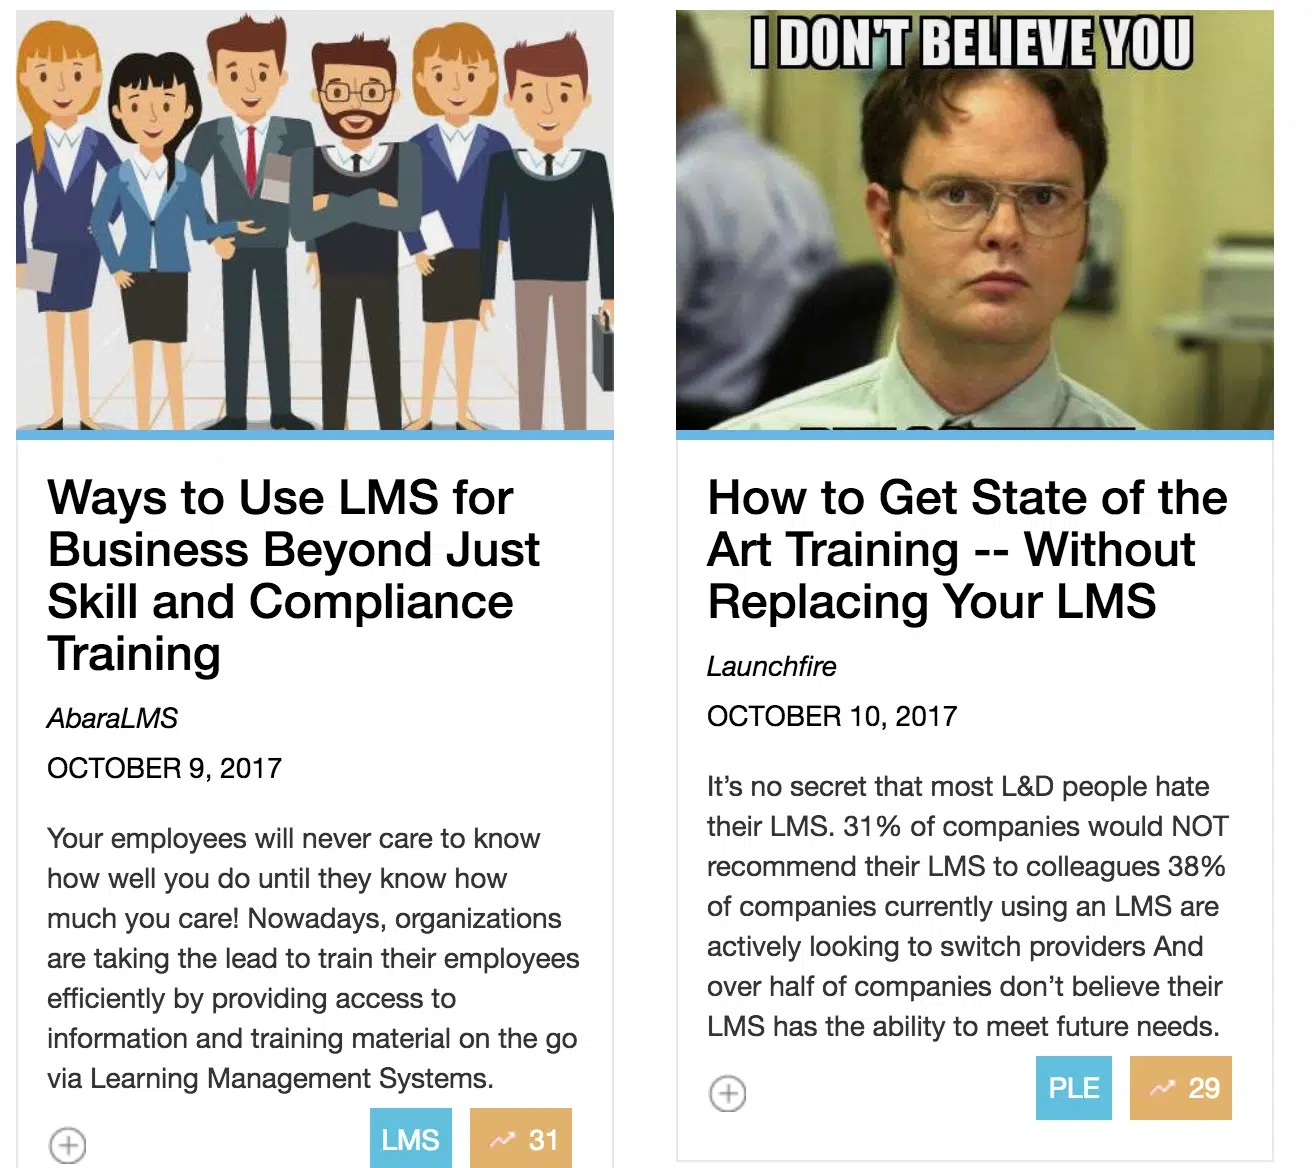 Ways to Use LMS for
Business Beyond Just
Skill and Compliance
Training
AbaraLMS
OCTOBER 9, 2017
Your employees will never care to know
how well you do until they know how
much you care! Nowadays, organizations
are taking the lead to train their employees
efficiently by providing access to
information and training material on the go
via Learning Management Systems.
LMS
31
I DON'T BELIEVE YOU
How to Get State of the
Art Training -- Without
Replacing Your LMS
Launchfire
OCTOBER 10, 2017
It’s no secret that most L&D people hate
their LMS. 31% of companies would NOT
recommend their LMS to colleagues 38%
of companies currently using an LMS are
actively looking to switch providers And
over half of companies don’t believe their
LMS has the ability to meet future needs.
PLE
29